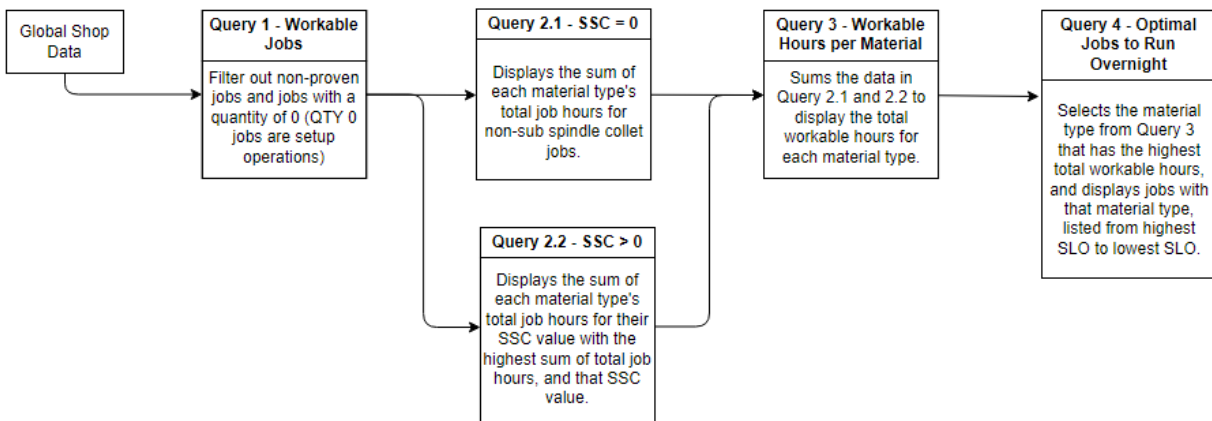 Global Shop
Data
Query 1 - Workable
Jobs
Filter out non-proven
jobs and jobs with a
quantity of 0 (QTY 0
jobs are setup
operations)
Query 2.1 - SSC = 0
Displays the sum of
each material type's
total job hours for
non-sub spindle collet
jobs.
Query 2.2 - SSC > 0
Displays the sum of
each material type's
total job hours for their
SSC value with the
highest sum of total job
hours, and that SSC
value.
Query 3 - Workable
Hours per Material
Sums the data in
Query 2.1 and 2.2 to
display the total
workable hours for
each material type.
Query 4 - Optimal
Jobs to Run
Overnight
Selects the material
type from Query 3
that has the highest
total workable hours,
and displays jobs with
that material type,
listed from highest
SLO to lowest SLO.